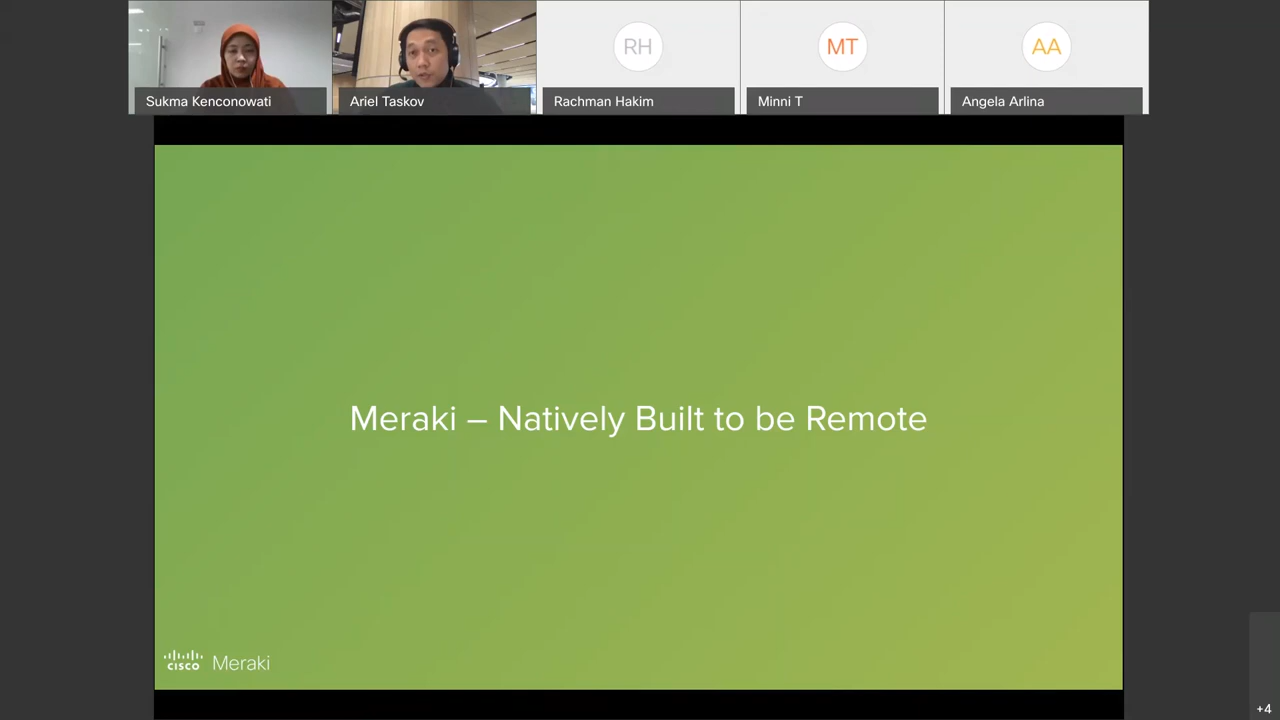 RH
MT
AA
Sukma Kenconowati
Ariel Taskov
Rachman Hakim
Minni T
Angela Arlina
Meraki – Natively Built to be Remote
CISCO Meraki
+4